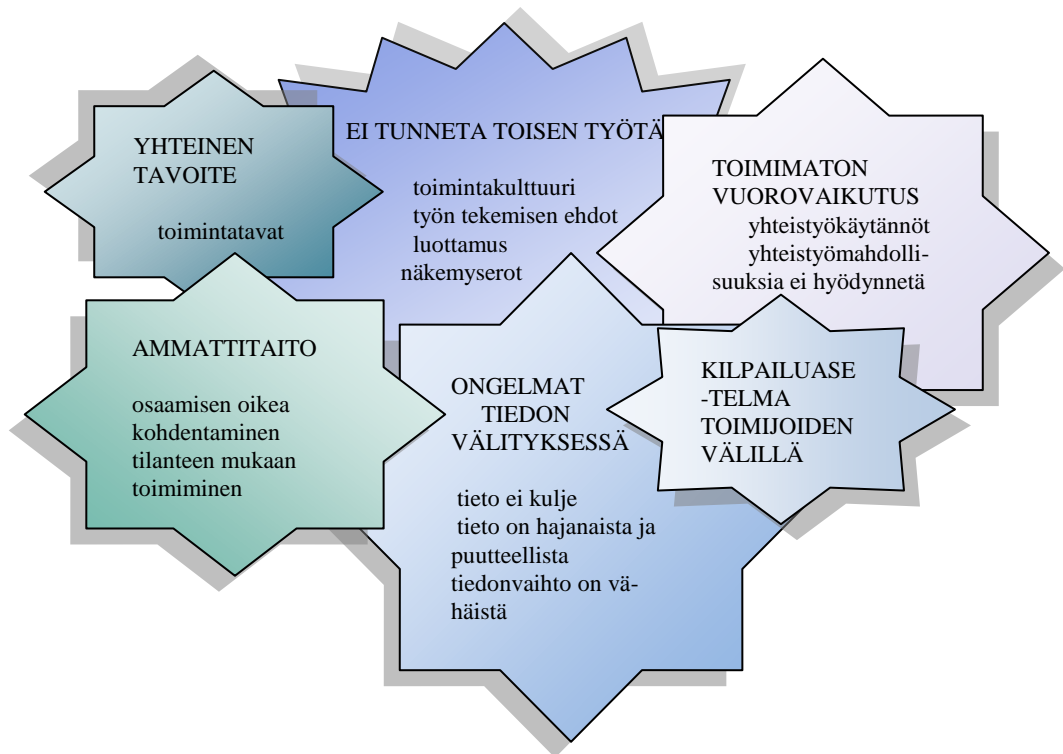 YHTEINEN
TAVOITE
toimintatavat
EI TUNNETA TOISEN TYÖTÄ
toimintakulttuuri
työn tekemisen ehdot
luottamus
näkemyserot
TOIMIMATON
VUOROVAIKUTUS
yhteistyökäytännöt
yhteistyömahdolli-
suuksia ei hyödynnetä
AMMATTITAITO
osaamisen oikea
kohdentaminen
tilanteen mukaan
toimiminen
ONGELMAT
TIEDON
VÄLITYKSESSÄ
tieto ei kulje
tieto on hajanaista ja
puutteellista
tiedonvaihto on vä-
häistä
KILPAILUASE
-TELMA
TOIMIJOIDEN
VÄLILLÄ